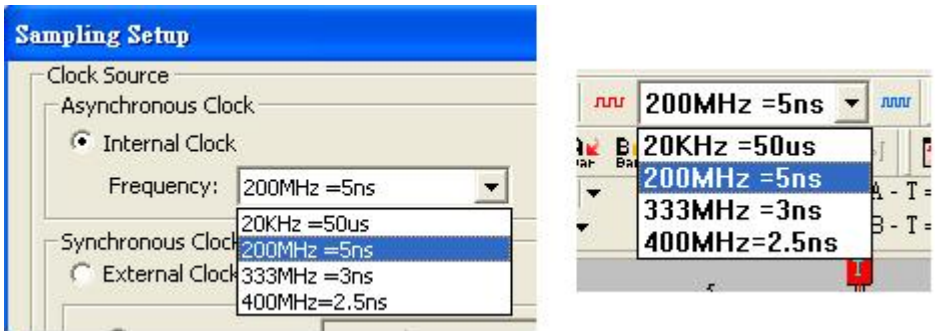 Sampling Setup
Clock Source
Asynchronous Clock
Internal Clock
Frequency: 200MHz =5ns
20KHz =50us
200MHz =5ns
333MHz =3ns
400MHz=2.5ns
Synchronous Clock
External Clock
200MHz =5ns
20KHz =50us
200MHz =5ns
333MHz =3ns
400MHz=2.5ns
A - T =
B - T =
T